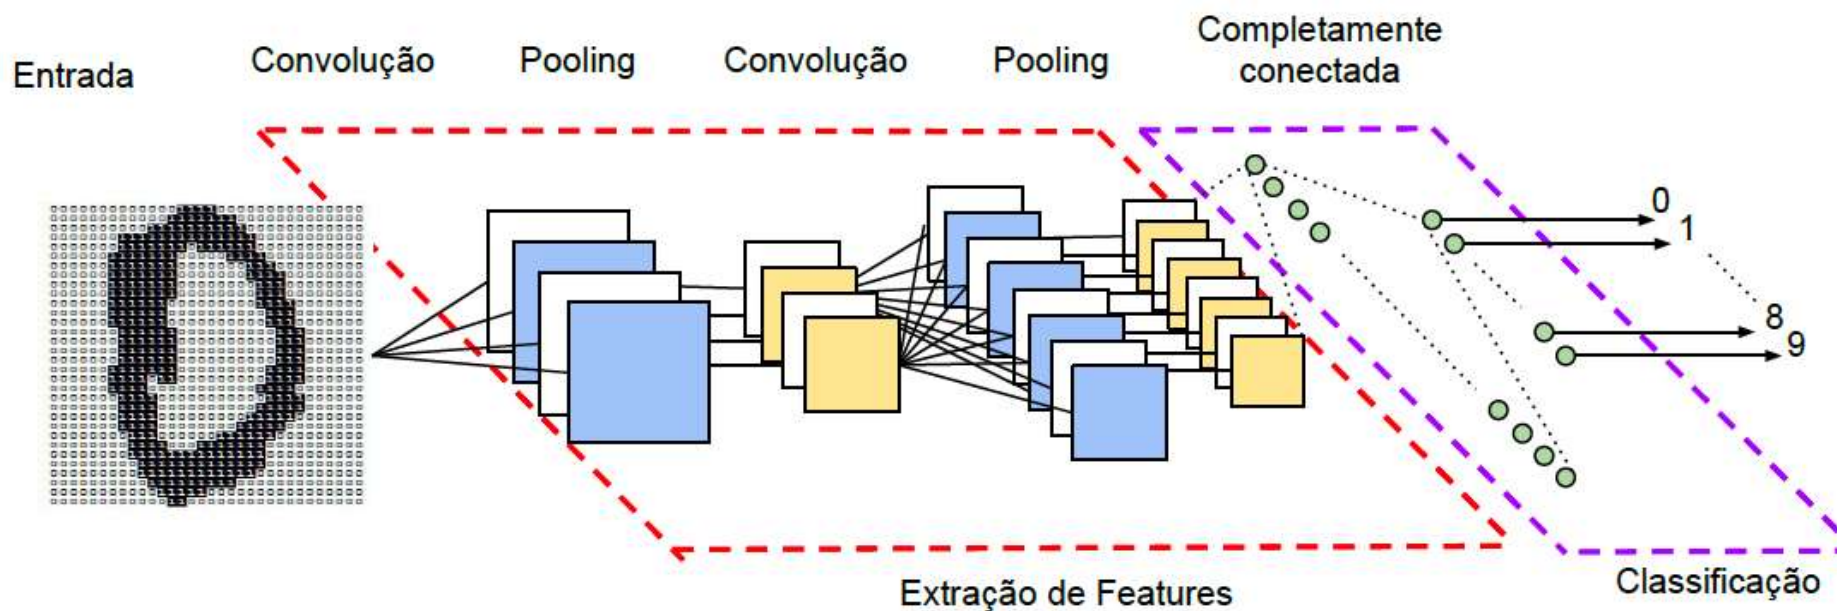 Entrada
Convolução
Pooling
Convolução
Pooling
Completamente
conectada
0
1
8
9
Extração de Features
Classificação